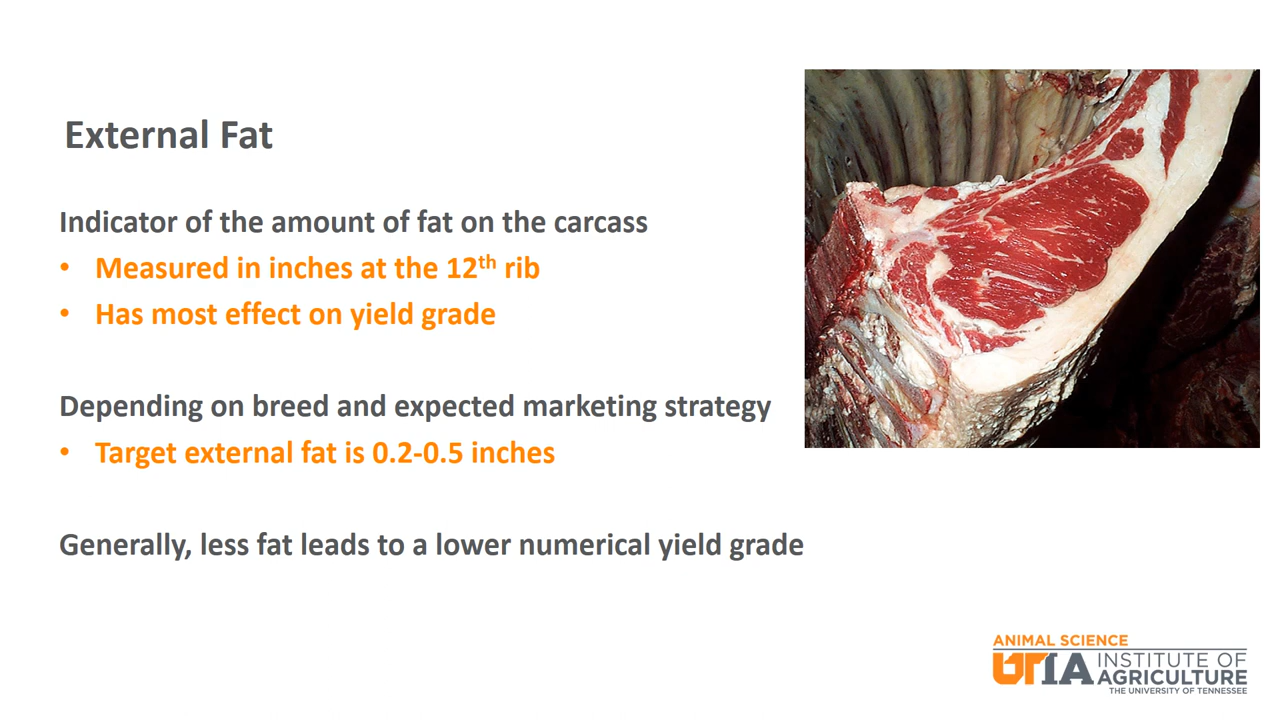 External Fat
Indicator of the amount of fat on the carcass
• Measured in inches at the 12th rib
• Has most effect on yield grade
Depending on breed and expected marketing strategy
• Target external fat is 0.2-0.5 inches
Generally, less fat leads to a lower numerical yield grade
ANIMAL SCIENCE
UTIA INSTITUTE OF
AGRICULTURE
THE UNIVERSITY OF TENNESSEE